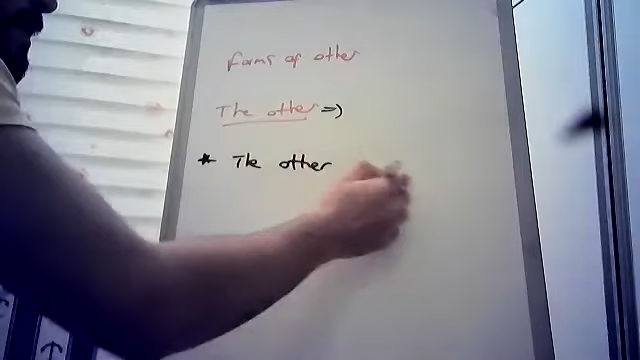 Forms of other
The other =>
* The other